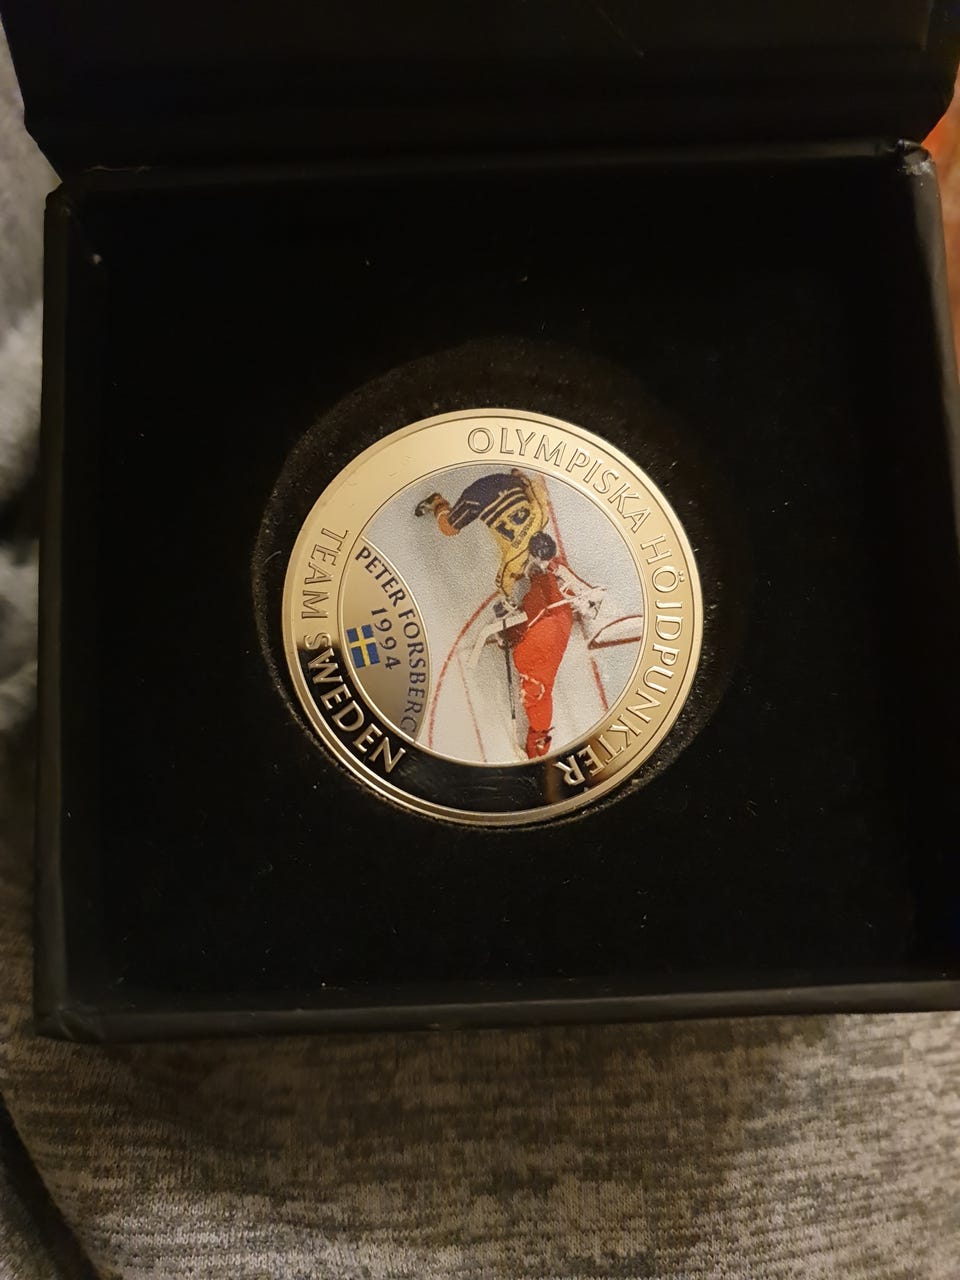 OLYMPISKA HÖJDPUNKTER
TEAM SWEDEN
PETER FORSBERG
1994